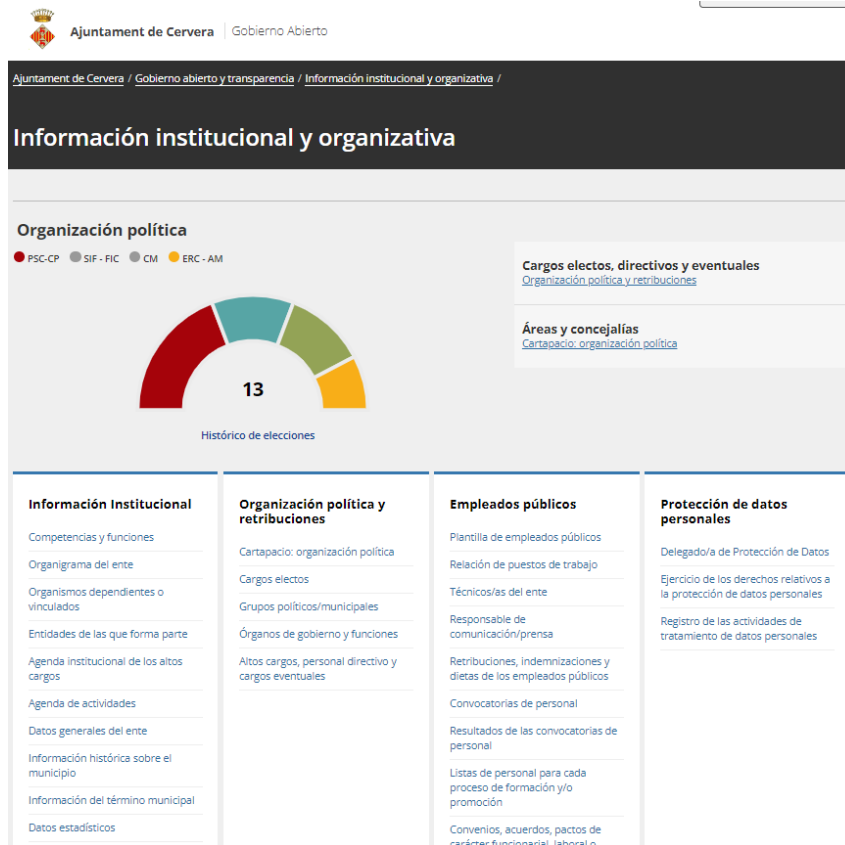 Ajuntament de Cervera Gobierno Abierto
Ajuntament de Cervera / Gobierno abierto y transparencia / Información institucional y organizativa /
Información institucional y organizativa
Organización política
PSC-CP SIF - FIC CM ERC - AM
13
Histórico de elecciones
Cargos electos, directivos y eventuales
Organización política y retribuciones
Áreas y concejalías
Cartapacio: organización política
Información Institucional
Competencias y funciones
Organigrama del ente
Organismos dependientes o
vinculados
Entidades de las que forma parte
Agenda institucional de los altos
cargos
Agenda de actividades
Datos generales del ente
Información histórica sobre el
municipio
Información del término municipal
Datos estadísticos
Organización política y
retribuciones
Cartapacio: organización política
Cargos electos
Grupos políticos/municipales
Órganos de gobierno y funciones
Altos cargos, personal directivo y
cargos eventuales
Empleados públicos
Plantilla de empleados públicos
Relación de puestos de trabajo
Técnicos/as del ente
Responsable de
comunicación/prensa
Retribuciones, indemnizaciones y
dietas de los empleados públicos
Convocatorias de personal
Resultados de las convocatorias de
personal
Listas de personal para cada
proceso de formación y/o
promoción
Convenios, acuerdos, pactos de
carácter funcionarial, laboral o
Protección de datos
personales
Delegado/a de Protección de Datos
Ejercicio de los derechos relativos a
la protección de datos personales
Registro de las actividades de
tratamiento de datos personales